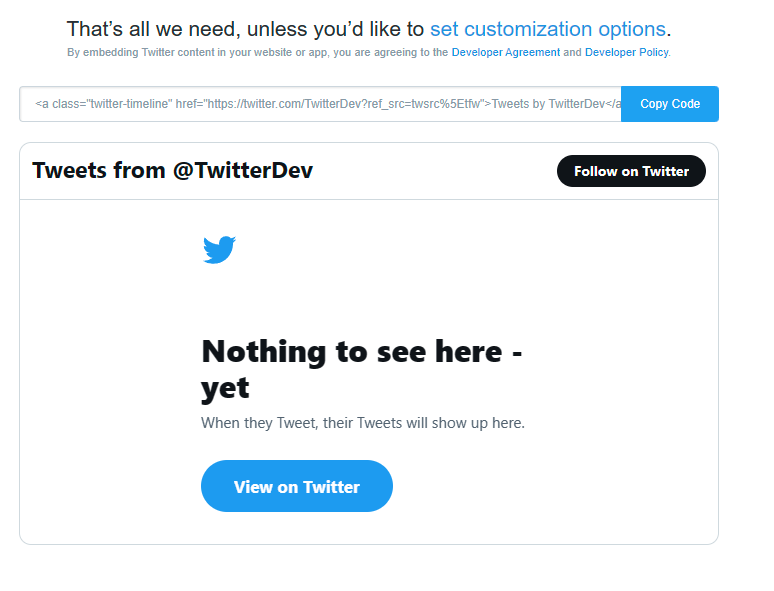 That’s all we need, unless you’d like to set customization options.
By embedding Twitter content in your website or app, you are agreeing to the Developer Agreement and Developer Policy.
<a class="twitter-timeline" href="https://twitter.com/TwitterDev?ref_src=twsrc%5Etfw">Tweets by TwitterDev</a
Copy Code
Tweets from @TwitterDev
Follow on Twitter
Nothing to see here -
yet
When they Tweet, their Tweets will show up here.
View on Twitter